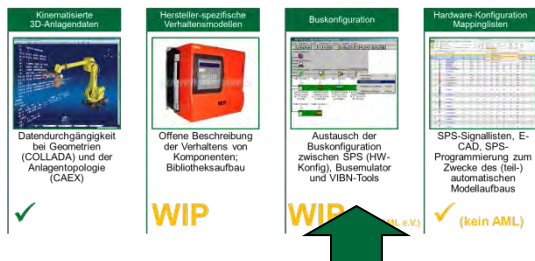 Kinematisierte
3D-Anlagendaten
Datendurchgängigkeit
bei Geometrien
(COLLADA) und der
Anlagentopologie
(CAEX)
Hersteller-spezifische
Verhaltensmodellen
Offene Beschreibung
der Verhaltens von
Komponenten;
Bibliotheksaufbau
WIP
Buskonfiguration
Austausch der
Buskonfiguration
zwischen SPS (HW-
Konfig), Busemulator
und VIBN-Tools
WIP ML e.V.)
Hardware-Konfiguration
Mappinglisten
SPS-Signallisten, E-
CAD, SPS-
Programmierung zum
Zwecke des (teil-)
automatischen
Modellaufbaus
(kein AML)